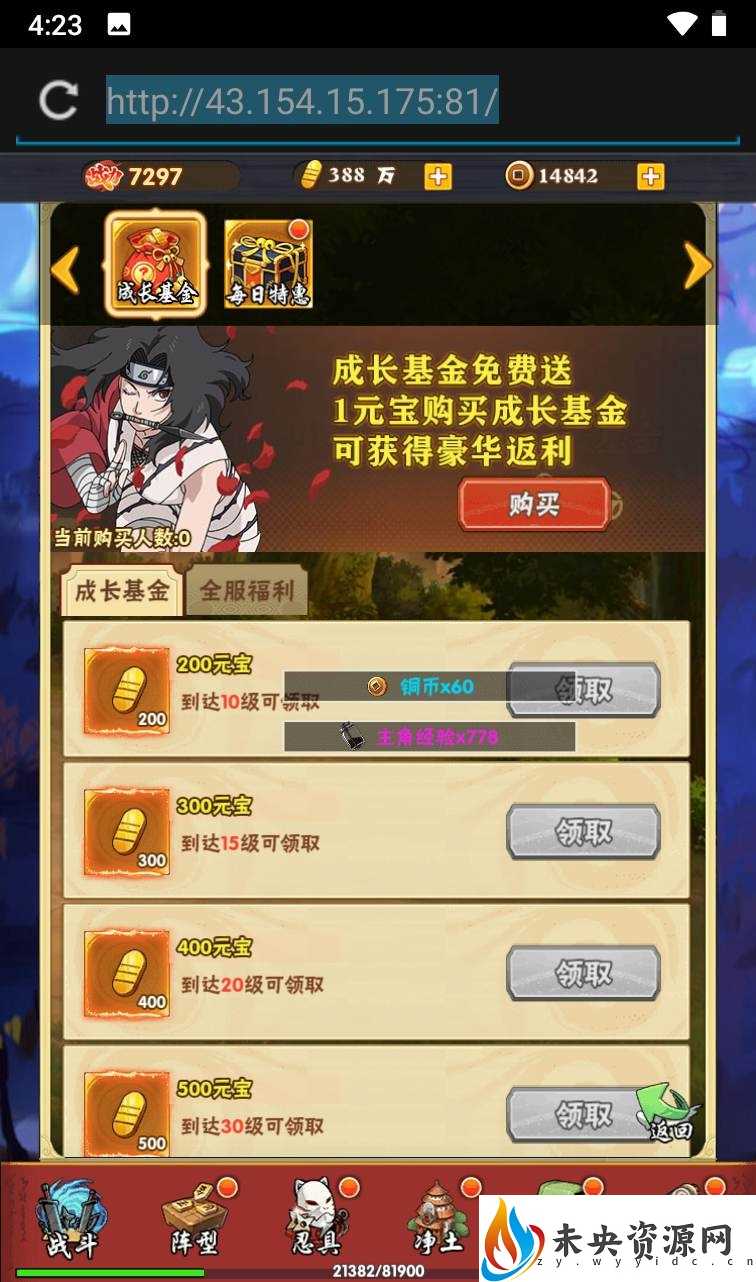 4:23
http://43.154.15.175:81/
战力 7297
388 万
14842
成长基金
每日特惠
成长基金免费送
1元宝购买成长基金
可获得豪华返利
购买
当前购买人数:0
成长基金
全服福利
200元宝
到达10级可领取
200
领取
铜币x60
主角经验x778
300元宝
到达15级可领取
300
领取
400元宝
到达20级可领取
400
领取
500元宝
到达30级可领取
500
领取
返回
战斗
阵型
忍具
净土
21382/81900
未央资源网
zy.wyyidc.cn